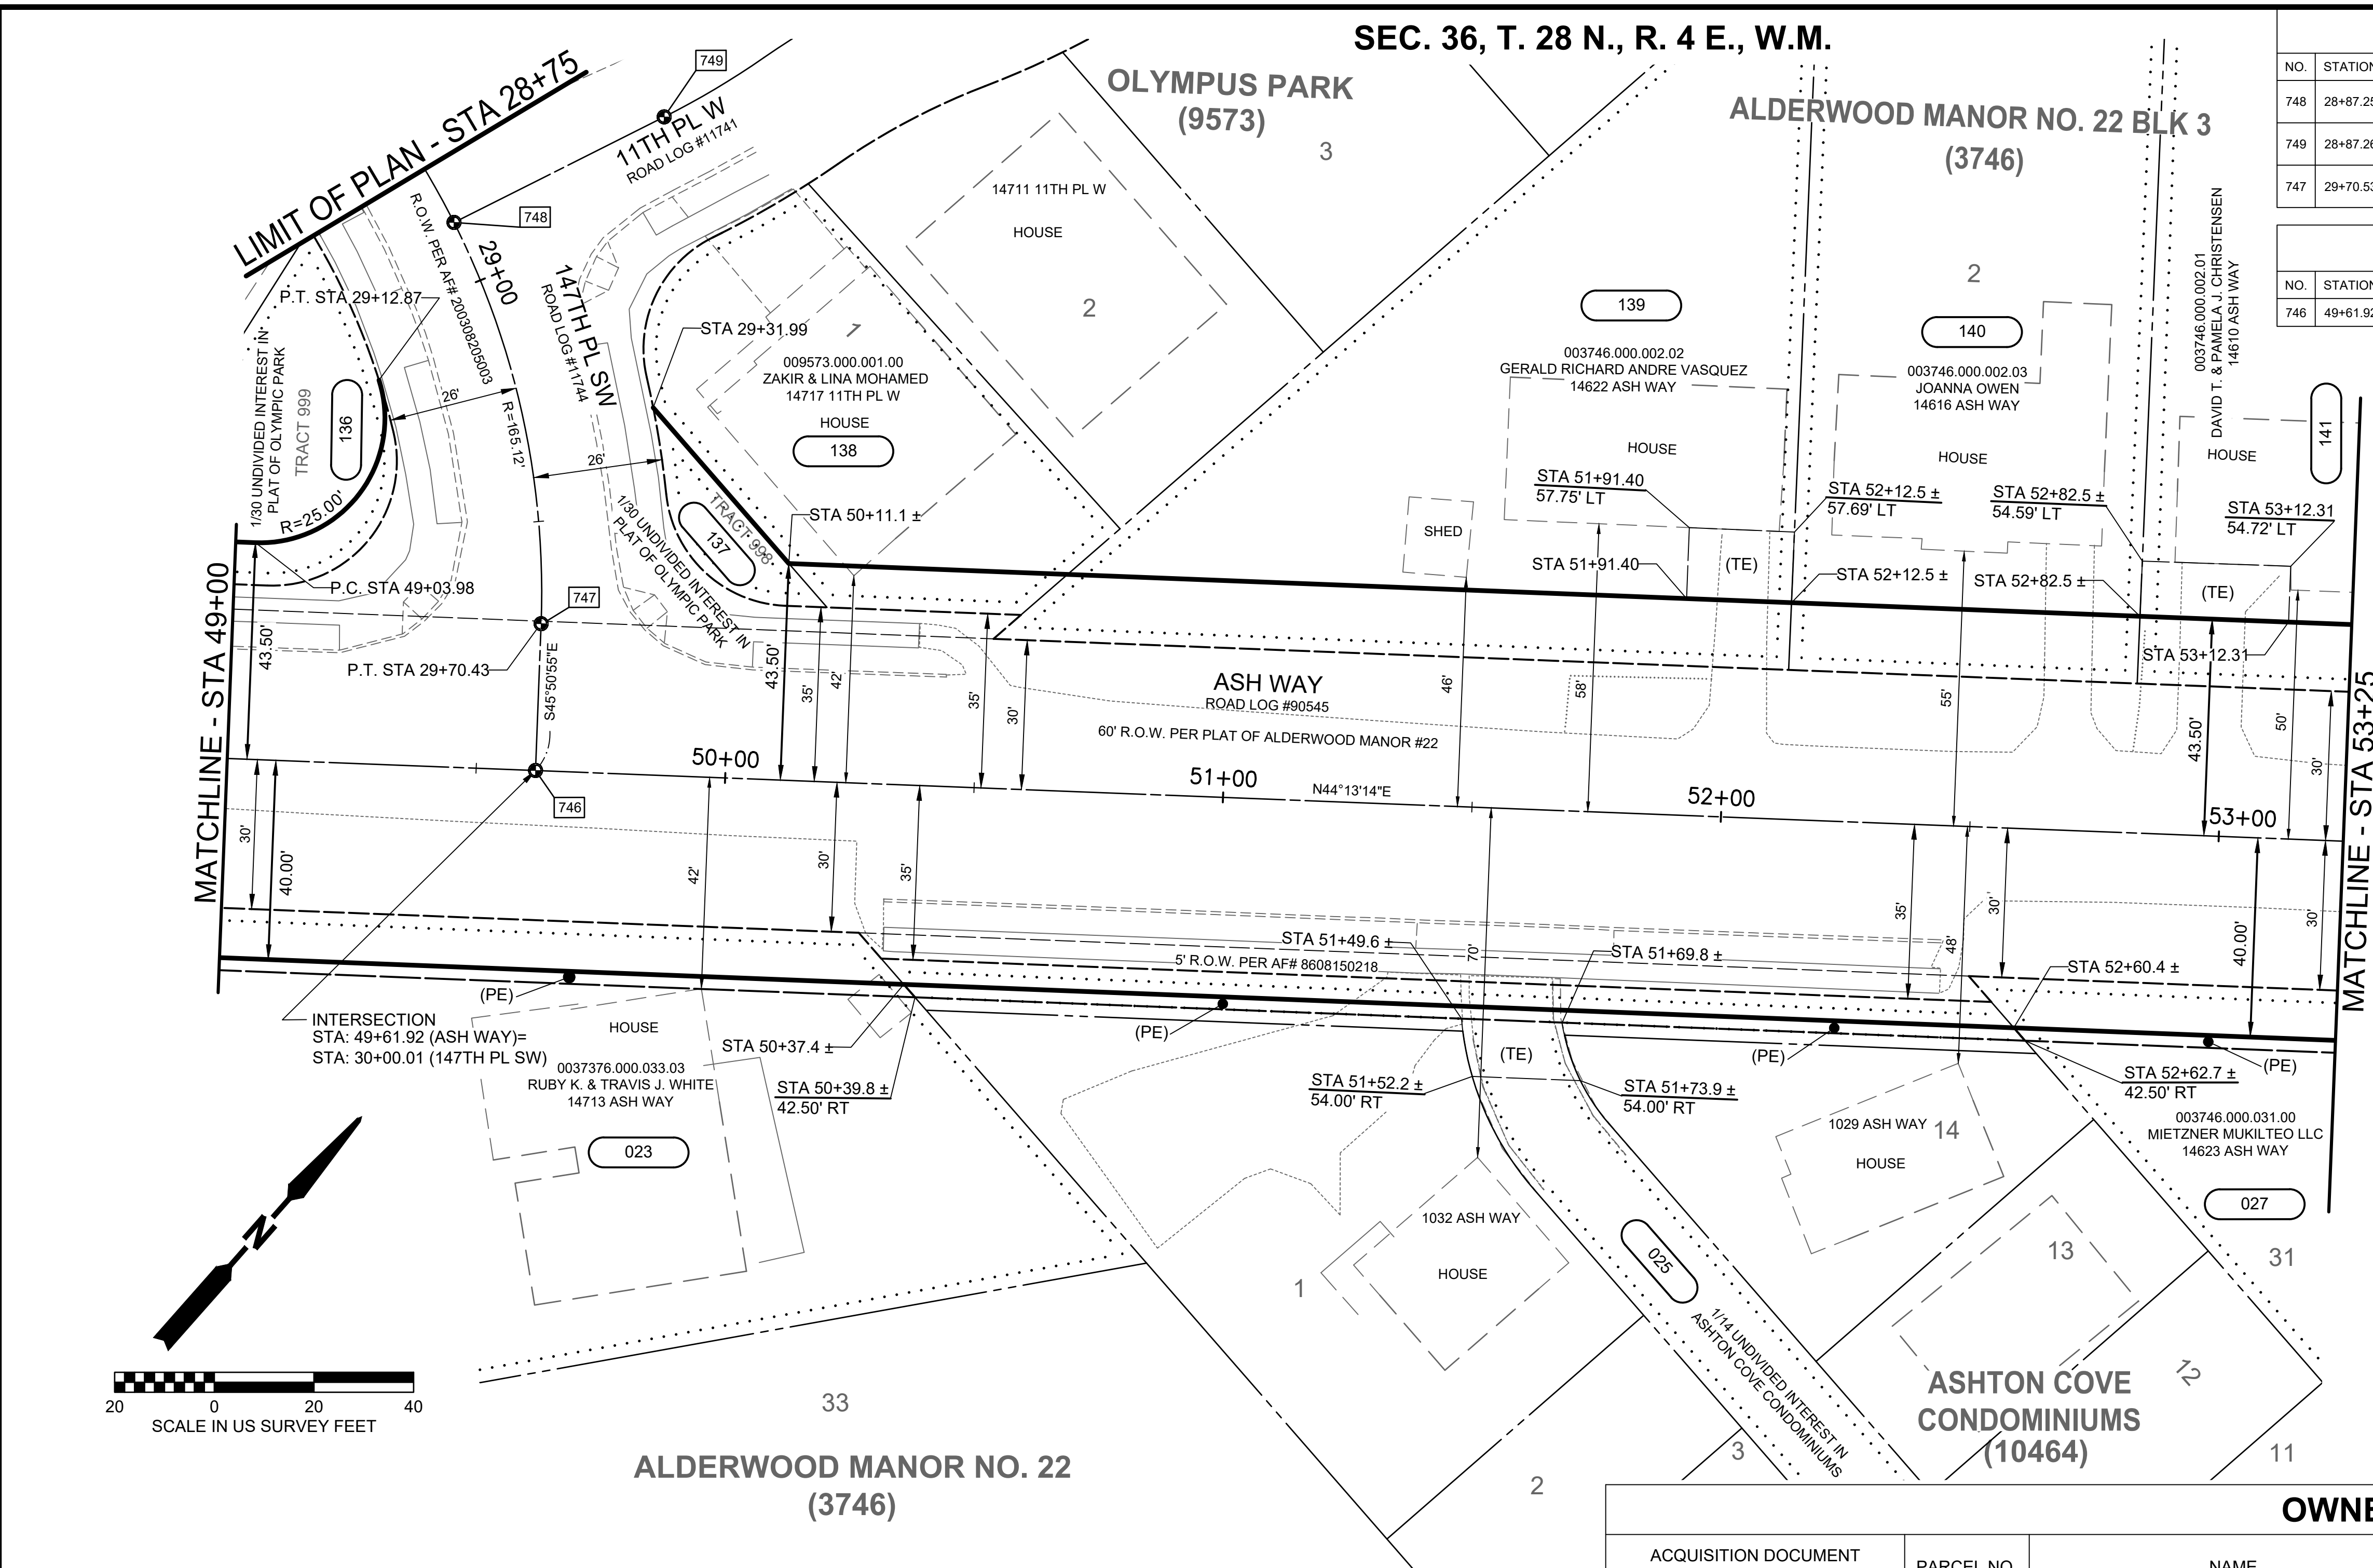 SEC. 36, T. 28 N., R. 4 E., W.M.
NO.
748
749
747
NO.
746
STATION
28+87.25
28+87.26
29+70.53
STATION
49+61.92
749
11TH PL W
ROAD LOG #11741
LIMIT OF PLAN - STA 28+75
748
R.O.W. PER AF# 200308205003
29+00
147TH PL SW
ROAD LOG #11744
R=165.12'
P.T. STA 29+12.87
1/30 UNDIVIDED INTEREST IN
PLAT OF OLYMPIC PARK
TRACT 999
136
R=25.00'
26'
26'
STA 29+31.99
1
009573.000.001.00
ZAKIR & LINA MOHAMED
14717 11TH PL W
HOUSE
138
TRACT 998
137
1/30 UNDIVIDED INTEREST IN
PLAT OF OLYMPIC PARK
STA 50+11.1 ±
OLYMPUS PARK
(9573)
3
14711 11TH PL W
HOUSE
2
ALDERWOOD MANOR NO. 22 BLK 3
(3746)
2
139
003746.000.002.02
GERALD RICHARD ANDRE VASQUEZ
14622 ASH WAY
HOUSE
SHED
STA 51+91.40
57.75' LT
STA 51+91.40
(TE)
140
003746.000.002.03
JOANNA OWEN
14616 ASH WAY
HOUSE
STA 52+12.5 ±
57.69' LT
STA 52+12.5 ±
STA 52+82.5 ±
54.59' LT
STA 52+82.5 ±
003746.000.002.01
DAVID T. & PAMELA J. CHRISTENSEN
14610 ASH WAY
141
HOUSE
STA 53+12.31
54.72' LT
(TE)
STA 53+12.31
MATCHLINE - STA 49+00
43.50'
P.C. STA 49+03.98
747
P.T. STA 29+70.43
S45°50'55"E
746
43.50'
35'
42'
35'
30'
ASH WAY
ROAD LOG #90545
60' R.O.W. PER PLAT OF ALDERWOOD MANOR #22
46'
58'
55'
43.50'
50'
30'
MATCHLINE - STA 53+25
50+00
51+00
N44°13'14"E
52+00
53+00
30'
40.00'
42'
30'
35'
70'
35'
48'
30'
40.00'
30'
5' R.O.W. PER AF# 8608150218
STA 51+49.6 ±
STA 51+69.8 ±
STA 52+60.4 ±
(PE)
(PE)
(PE)
(PE)
INTERSECTION
STA: 49+61.92 (ASH WAY)=
STA: 30+00.01 (147TH PL SW)
HOUSE
0037376.000.033.03
RUBY K. & TRAVIS J. WHITE
14713 ASH WAY
023
STA 50+37.4 ±
STA 50+39.8 ±
42.50' RT
(TE)
STA 51+52.2 ±
54.00' RT
STA 51+73.9 ±
54.00' RT
STA 52+62.7 ±
42.50' RT
003746.000.031.00
MIETZNER MUKILTEO LLC
14623 ASH WAY
027
31
1029 ASH WAY
14
HOUSE
1032 ASH WAY
HOUSE
1
025
1/14 UNDIVIDED INTEREST IN
ASHTON COVE CONDOMINIUMS
13
12
ASHTON COVE
CONDOMINIUMS
(10464)
11
3
2
N
20 0 20 40
SCALE IN US SURVEY FEET
33
ALDERWOOD MANOR NO. 22
(3746)
ACQUISITION DOCUMENT
PARCEL NO.
NAME